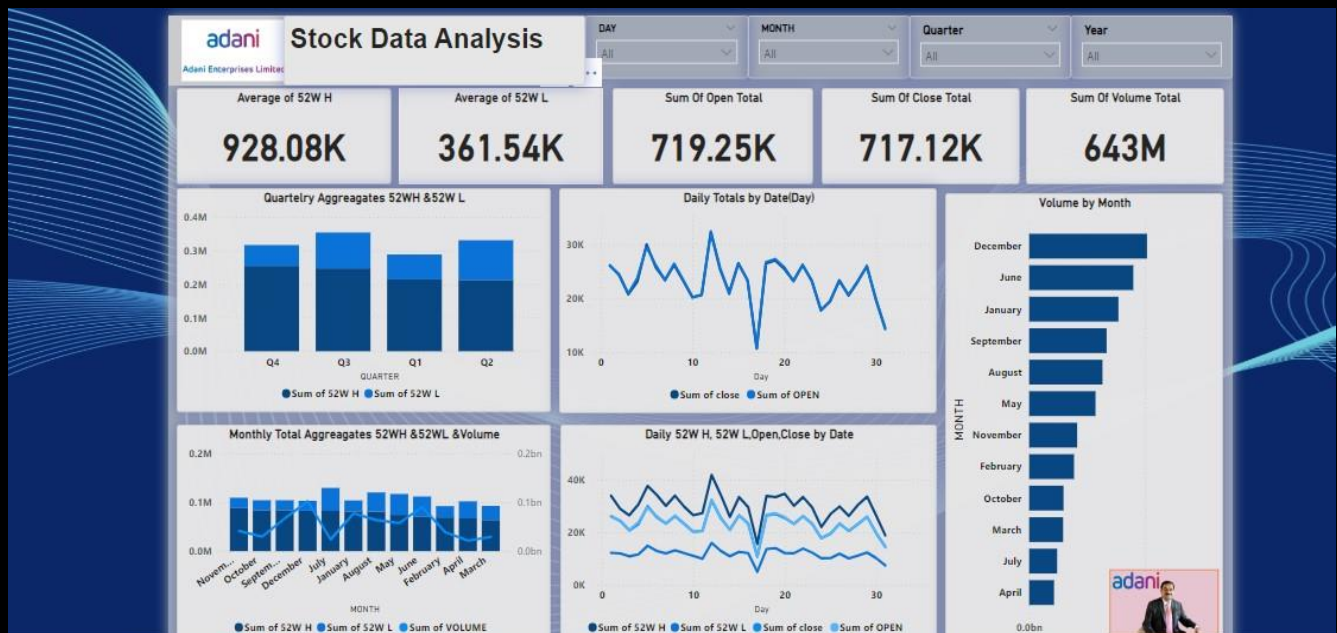 adani
Adani Enterprises Limited
Stock Data Analysis
DAY
All
MONTH
All
Quarter
All
Year
All
Average of 52W H
928.08K
Average of 52W L
361.54K
Sum Of Open Total
719.25K
Sum Of Close Total
717.12K
Sum Of Volume Total
643M
Quartelry Aggreagates 52WH &52W L
0.4M
0.3M
0.2M
0.1M
0.0M
Q4 Q3 Q1 Q2
QUARTER
Sum of 52W H Sum of 52W L
Daily Totals by Date(Day)
30K
20K
10K
0 10 20 30
Day
Sum of close Sum of OPEN
Volume by Month
MONTH
December
June
January
September
August
May
November
February
October
March
July
April
0.0bn
adani
Monthly Total Aggreagates 52WH &52WL &Volume
0.2M 0.2bn
0.1M 0.1bn
0.0M 0.0bn
Novem... October Septem... December July January August May June February April March
MONTH
Sum of 52W H Sum of 52W L Sum of VOLUME
Daily 52W H, 52W L,Open,Close by Date
40K
20K
0K
0 10 20 30
Day
Sum of 52W H Sum of 52W L Sum of close Sum of OPEN